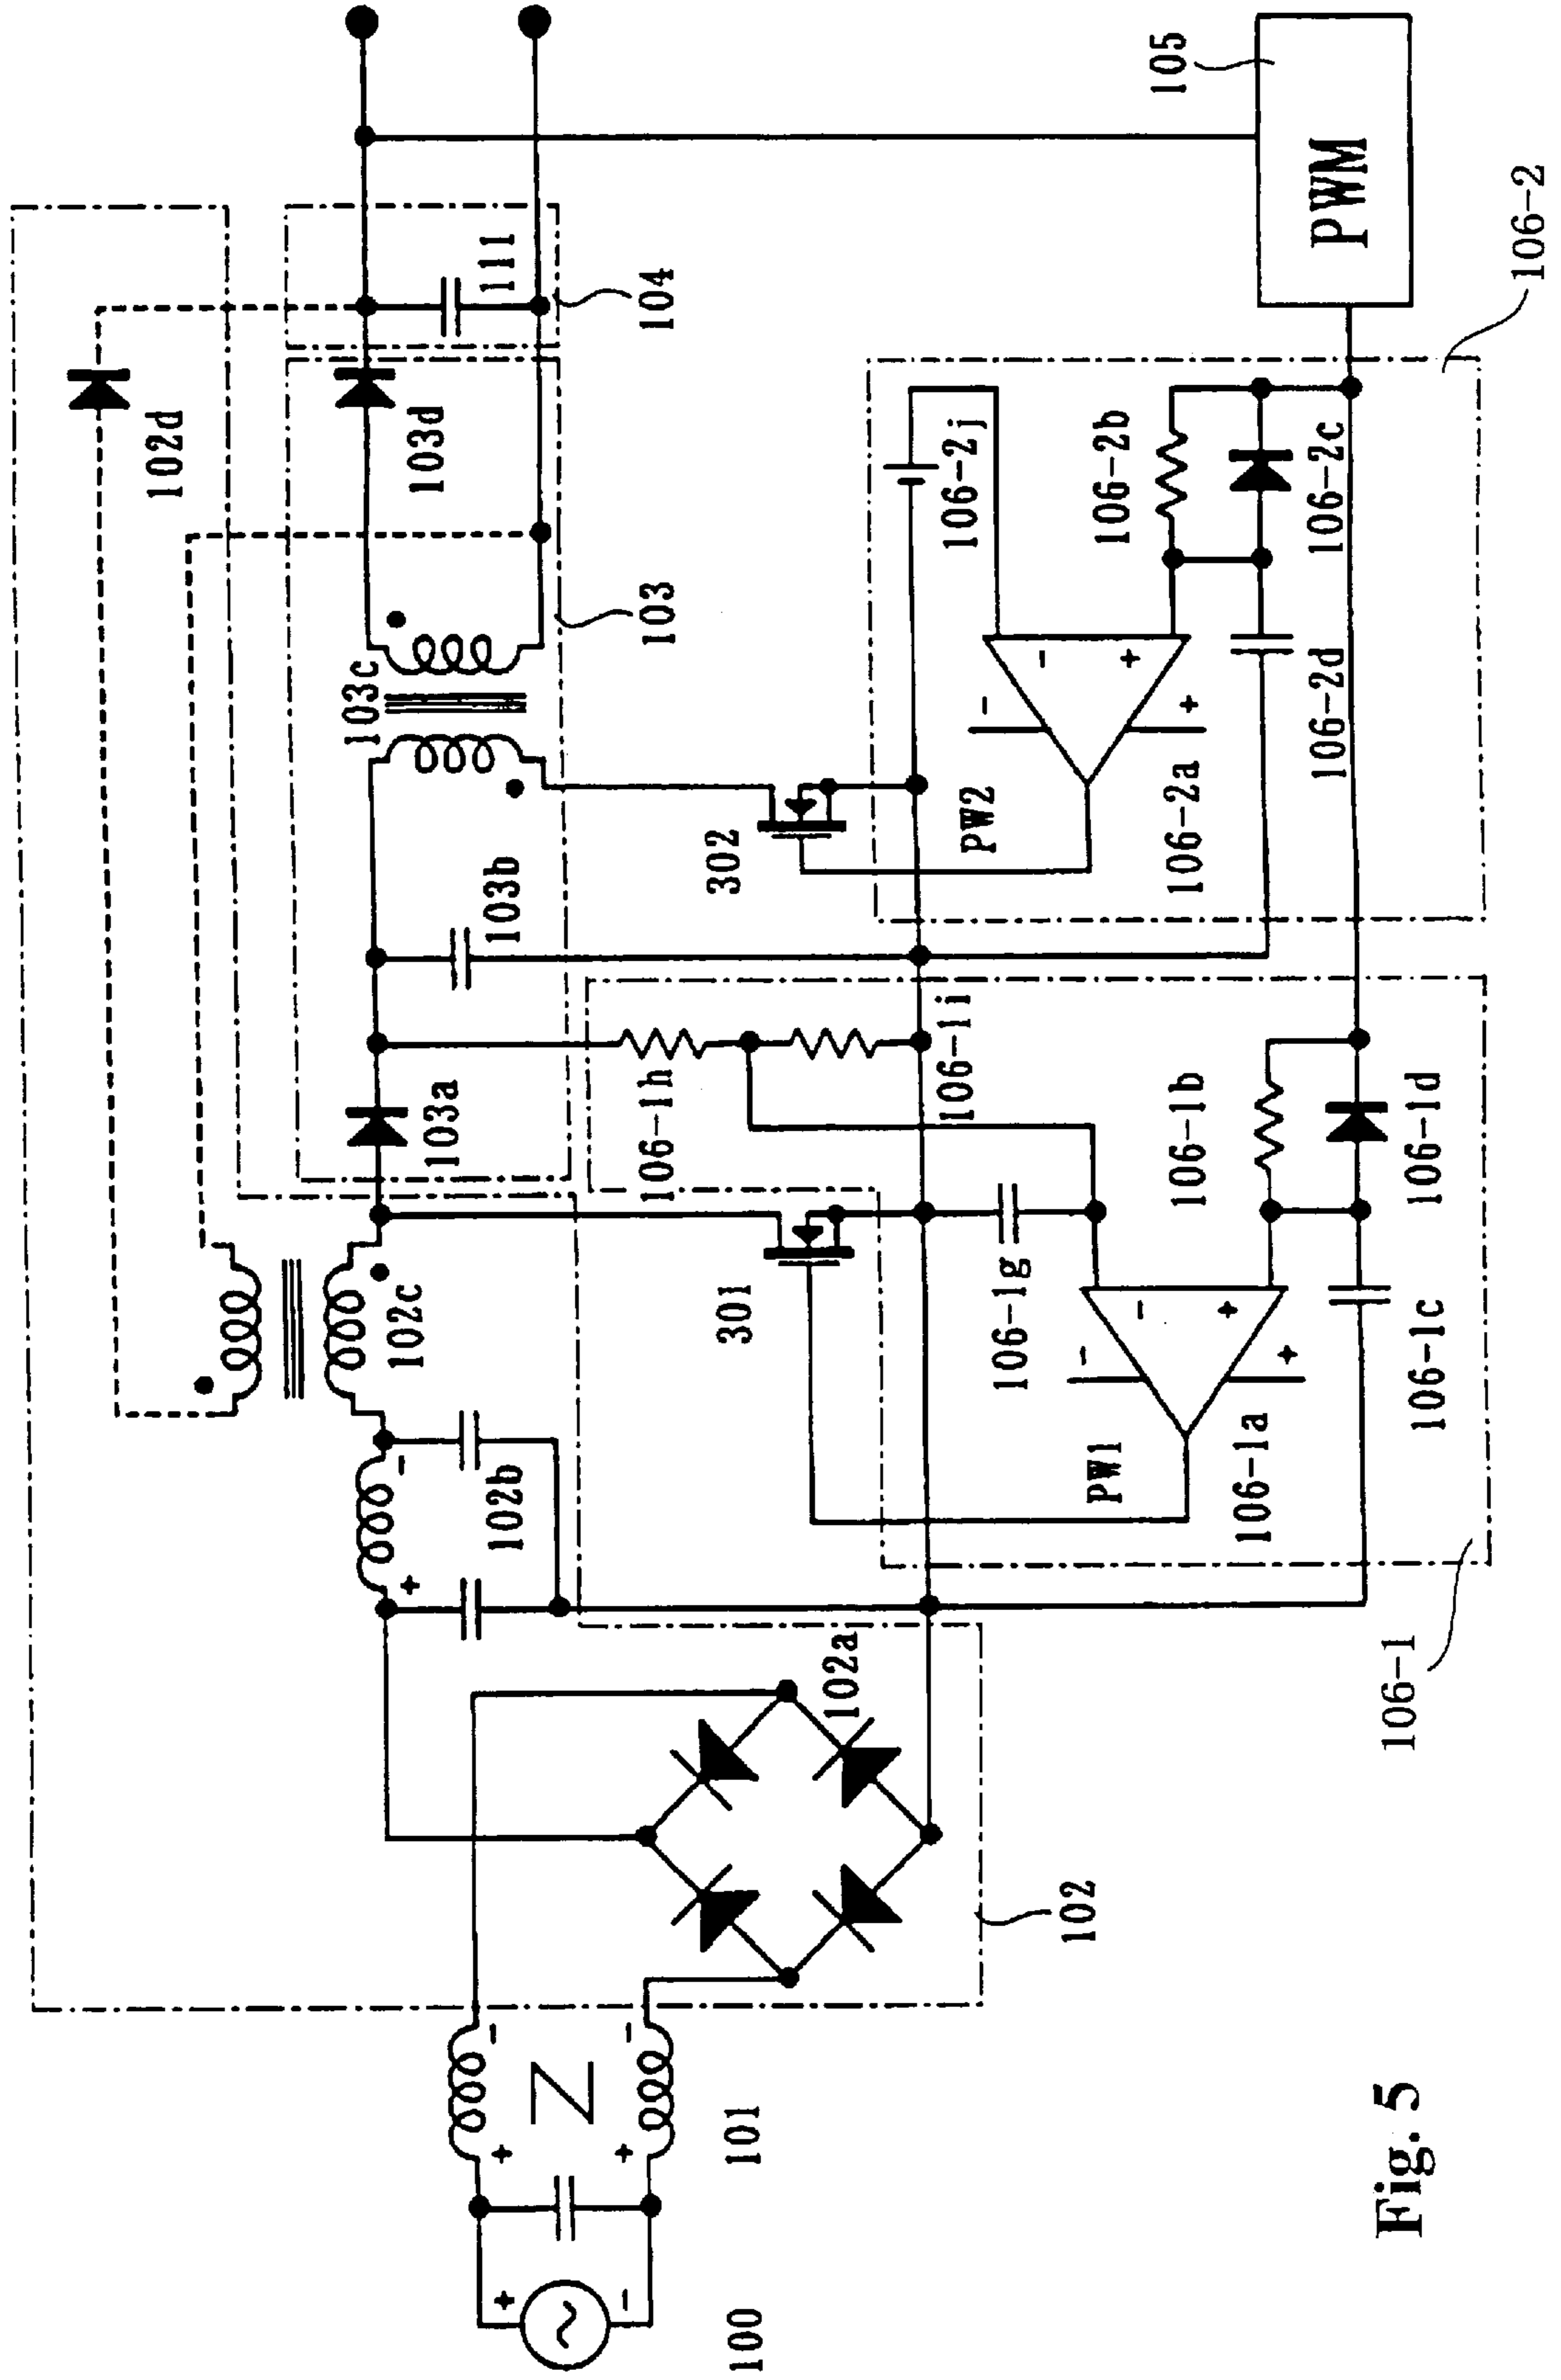 102d
103d
111
104
105
PWM
103c
103
103b
302
106-2j
106-2b
106-2c
106-2
PW2
106-2a
106-2d
103a
102c
102b
301
106-1h
106-1i
106-1g
106-1b
106-1d
PW1
106-1a
106-1c
106-1
102a
102
101
100
+
-
+
-
+
-
+
-
-
+
-
+
-
+
-
+
Fig. 5